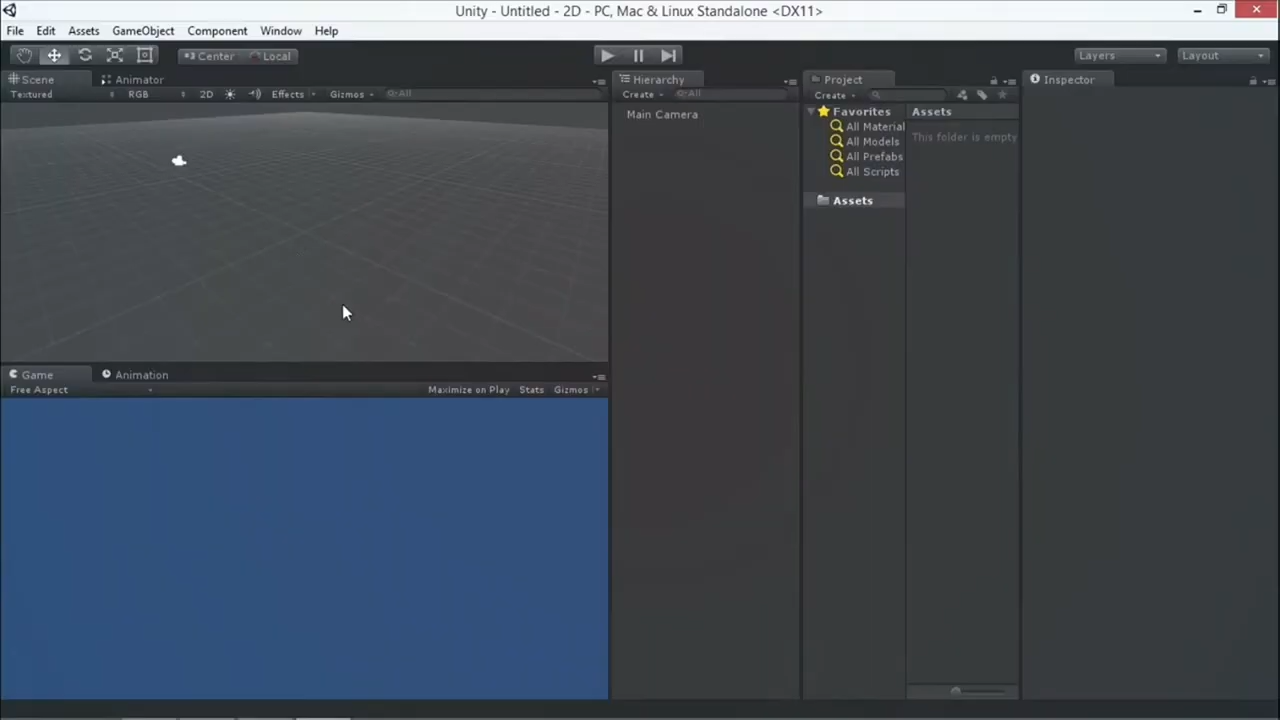 Unity - Untitled - 2D - PC, Mac & Linux Standalone <DX11>
File Edit Assets GameObject Component Window Help
Center Local Layers Layout
Scene Animator
Textured RGB 2D Effects Gizmos All
Hierarchy
Create All
Main Camera
Project
Create
Favorites
All Material
All Models
All Prefabs
All Scripts
Assets
Assets
This folder is empty
Inspector
Game Animation
Free Aspect Maximize on Play Stats Gizmos